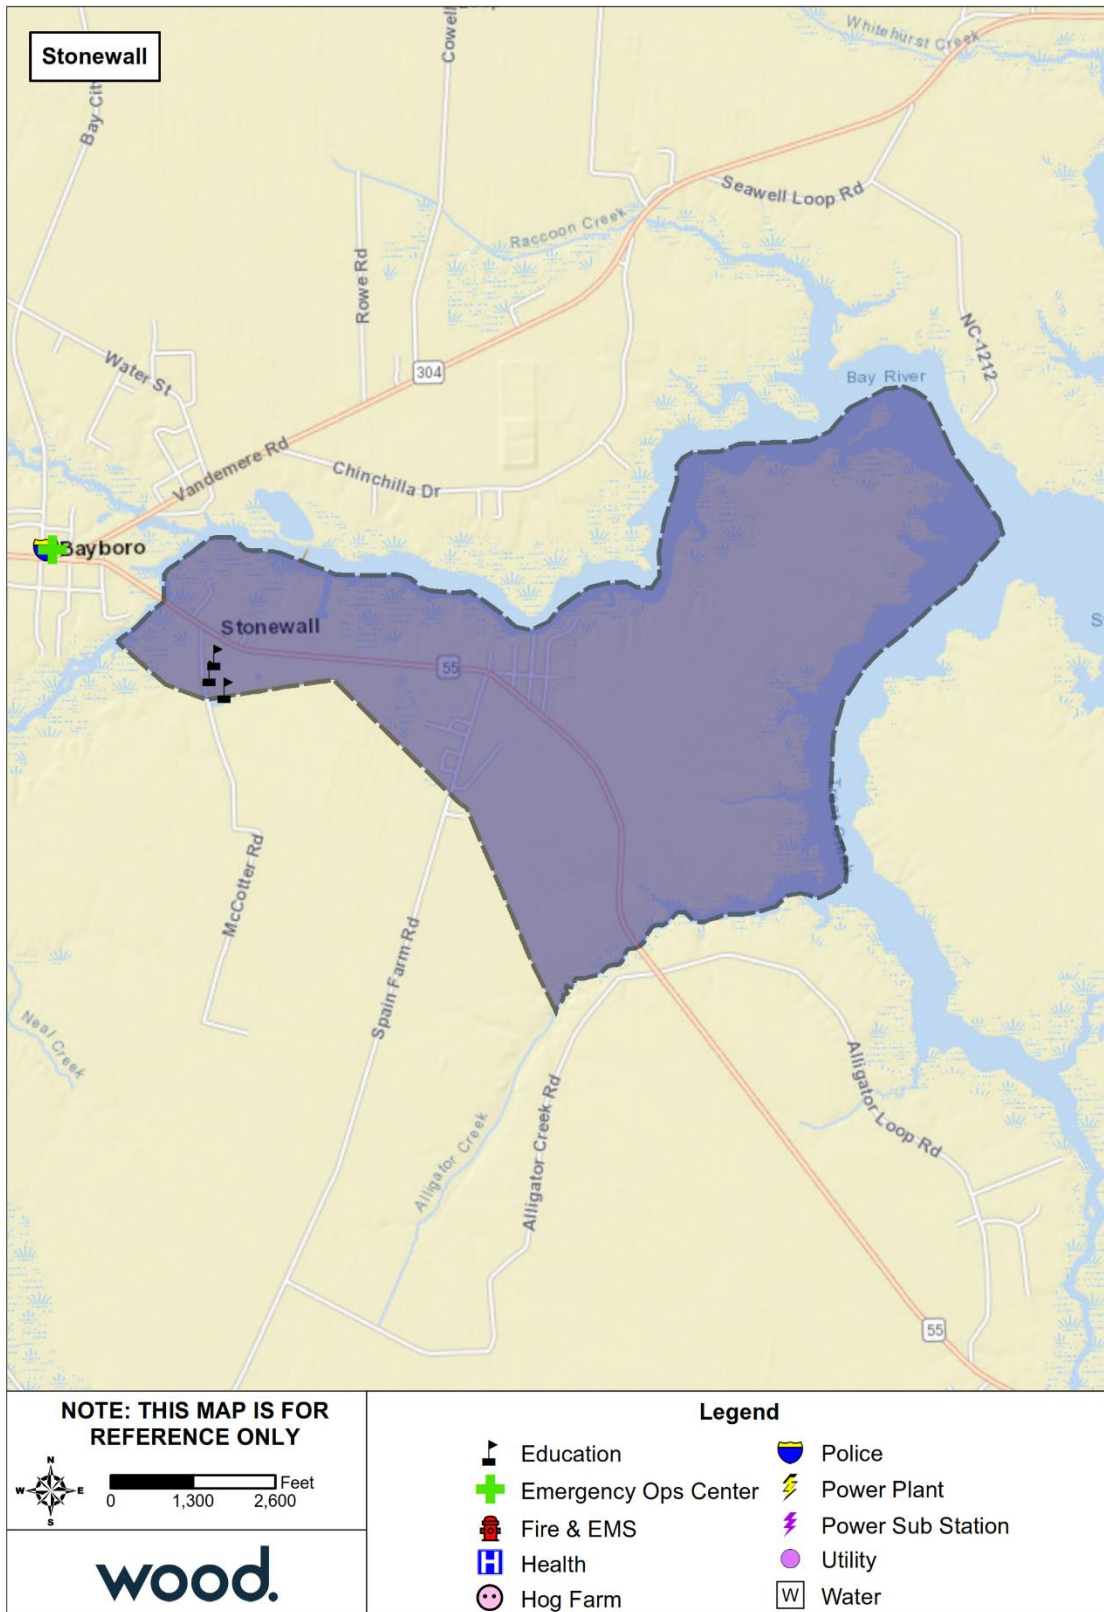 Stonewall
Bay City
Cowell
Whitehurst Creek
Seawell Loop Rd
Raccoon Creek
Rowe Rd
NC-1212
Water St
304
Bay River
Vandemere Rd
Chinchilla Dr
Bayboro
Stonewall
55
Trent Creek
McCotter Rd
Spain Farm Rd
Neal Creek
Alligator Creek
Alligator Creek Rd
Alligator Loop Rd
55
NOTE: THIS MAP IS FOR
REFERENCE ONLY
N
W E
S
Feet
0 1,300 2,600
wood.
Legend
Education
Emergency Ops Center
Fire & EMS
H Health
Hog Farm
Police
Power Plant
Power Sub Station
Utility
W Water